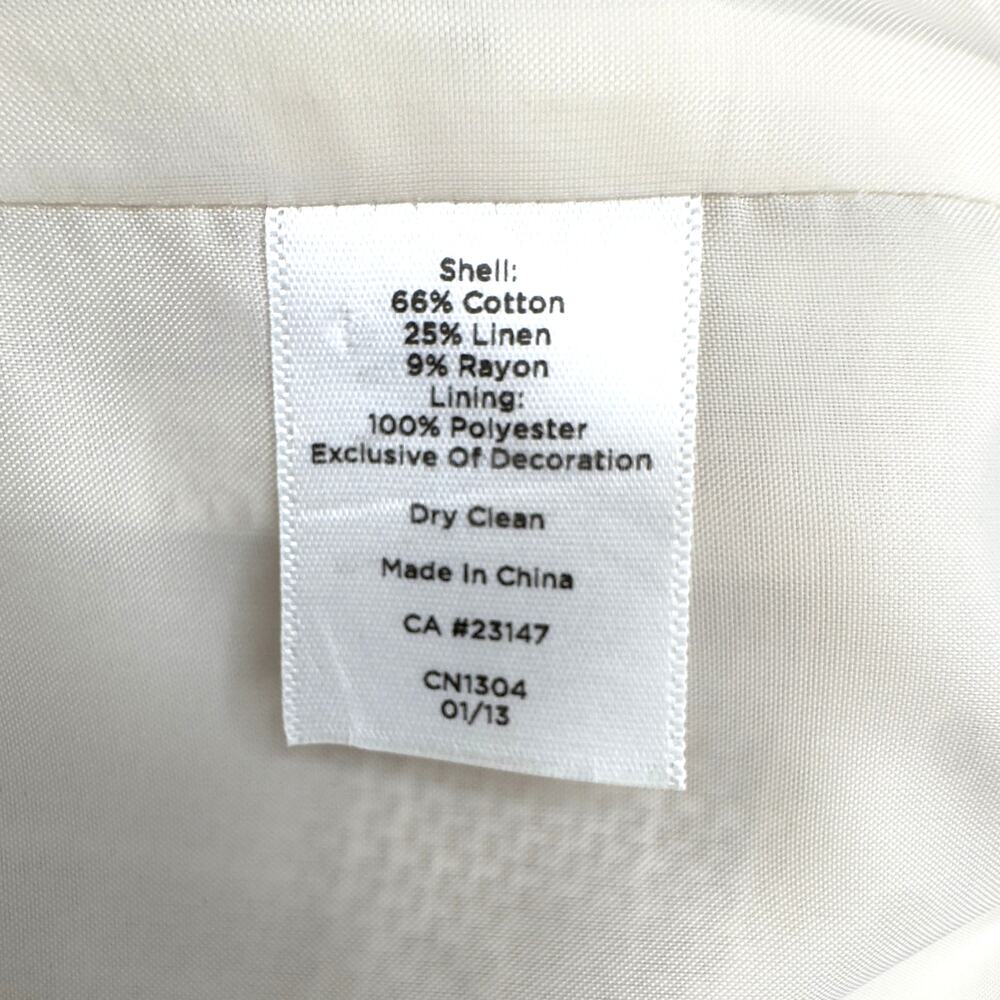 Shell:
66% Cotton
25% Linen
9% Rayon
Lining:
100% Polyester
Exclusive Of Decoration
Dry Clean
Made In China
CA #23147
CN1304
01/13